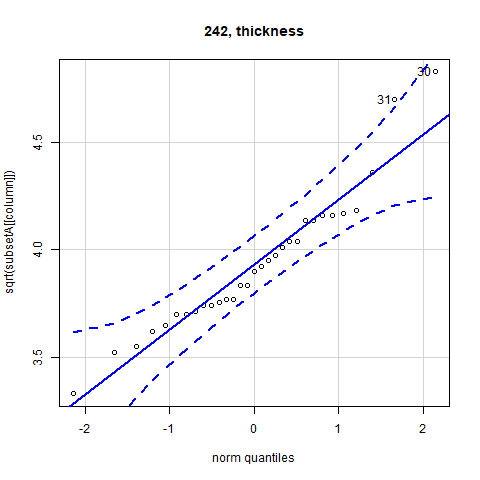 242, thickness
30
31
4.5
4.0
3.5
sqrt(subsetA[[column]])
-2 -1 0 1 2
norm quantiles